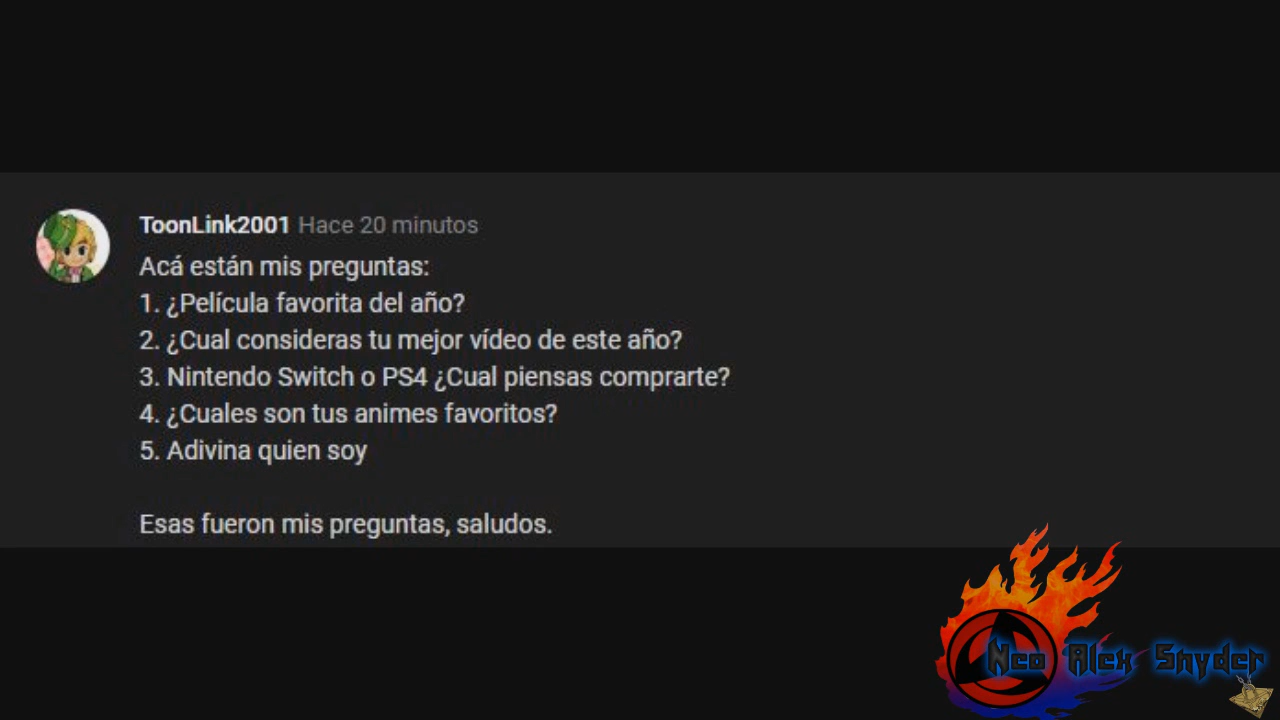 ToonLink2001 Hace 20 minutos
Acá están mis preguntas:
1. ¿Película favorita del año?
2. ¿Cual consideras tu mejor vídeo de este año?
3. Nintendo Switch o PS4 ¿Cual piensas comprarte?
4. ¿Cuales son tus animes favoritos?
5. Adivina quien soy
Esas fueron mis preguntas, saludos.
Neo Alex Snyder